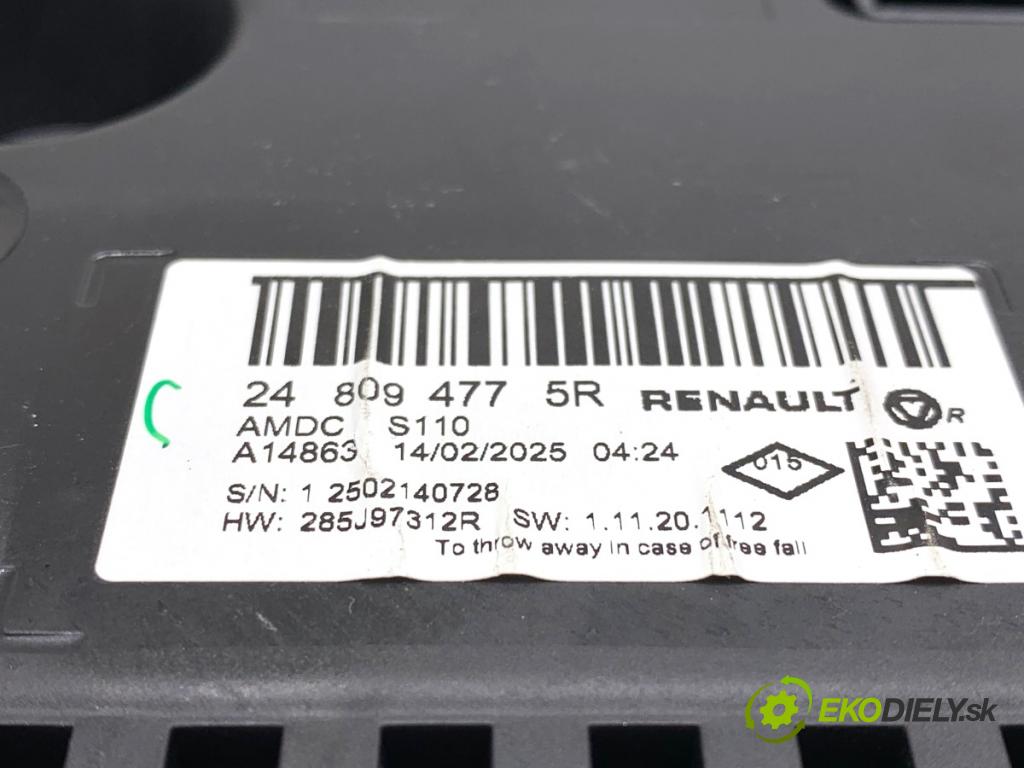 24 809 477 5R RENAULT R
AMDC S110
A14863 14/02/2025 04:24 015
S/N: 1 2502140728
HW: 285J97312R SW: 1.11.20.1112
To throw away in case of free fall
EKODIELY.sk